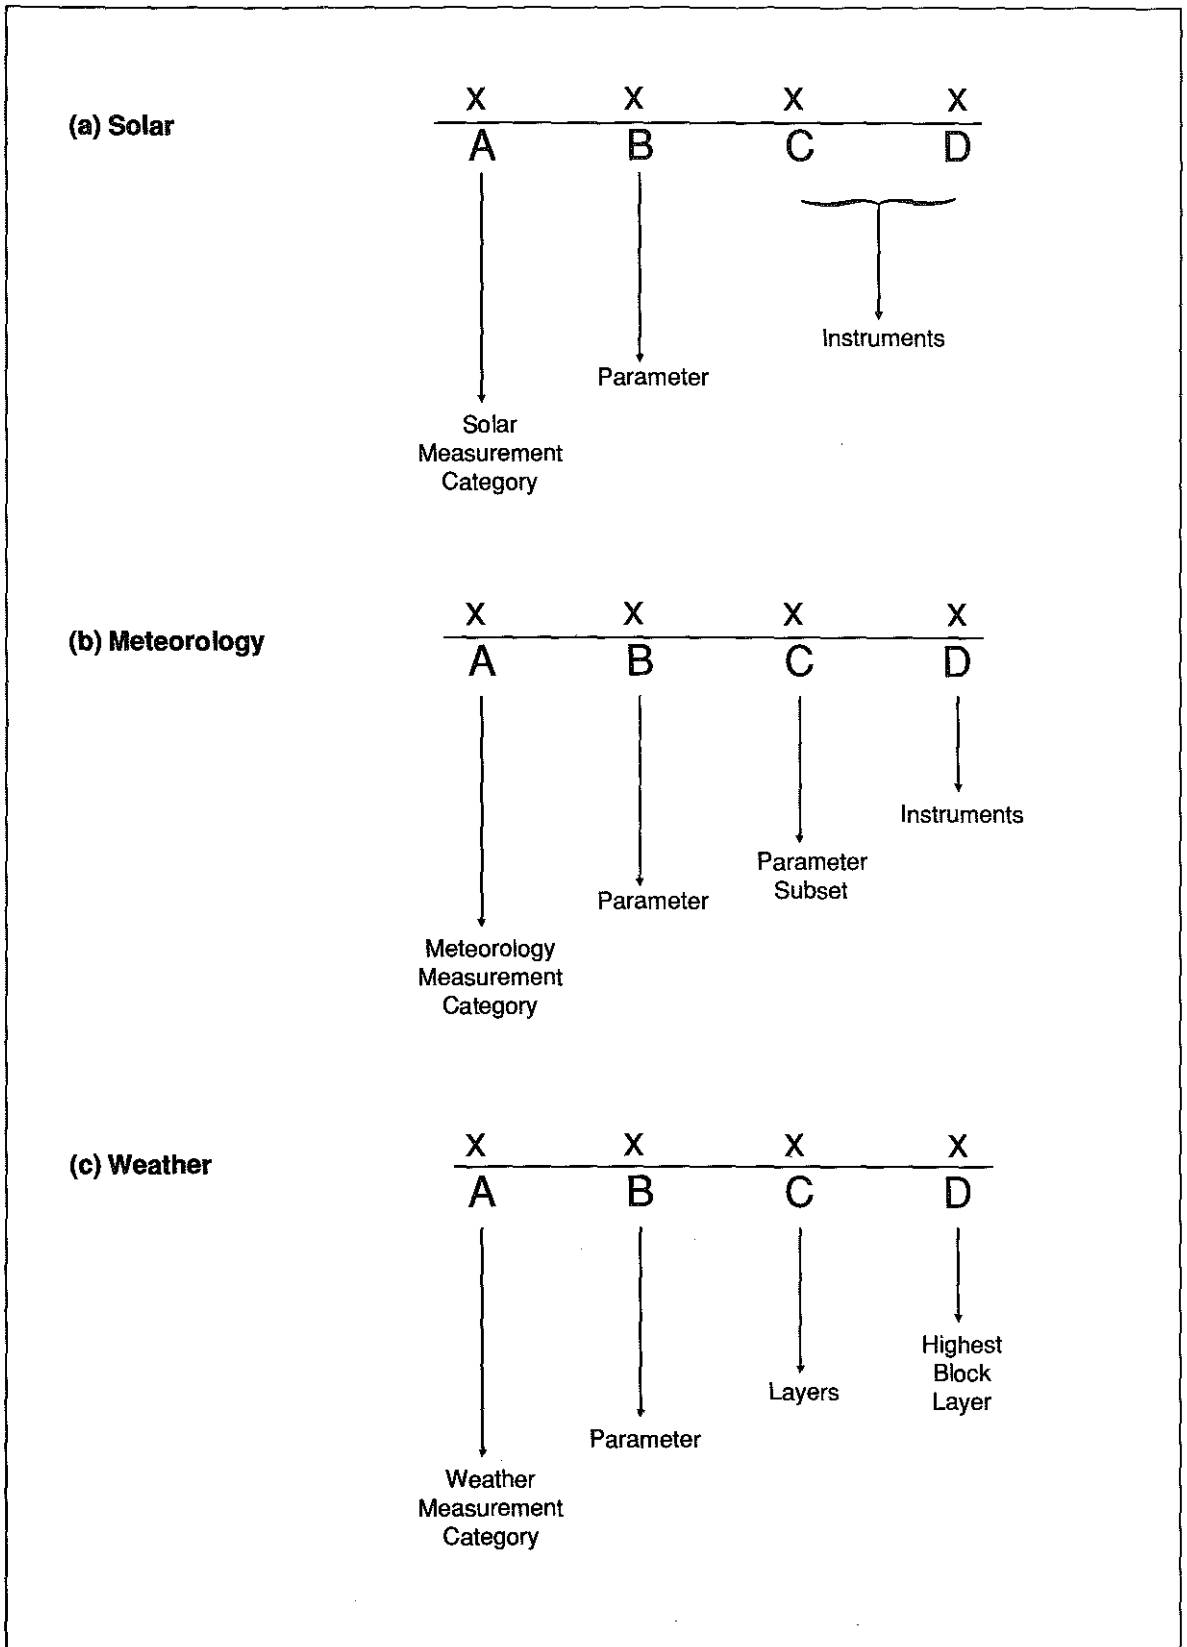 (a) Solar
X X X X
A B C D
Instruments
Parameter
Solar
Measurement
Category
(b) Meteorology
X X X X
A B C D
Instruments
Parameter
Subset
Parameter
Meteorology
Measurement
Category
(c) Weather
X X X X
A B C D
Highest
Block
Layer
Layers
Parameter
Weather
Measurement
Category